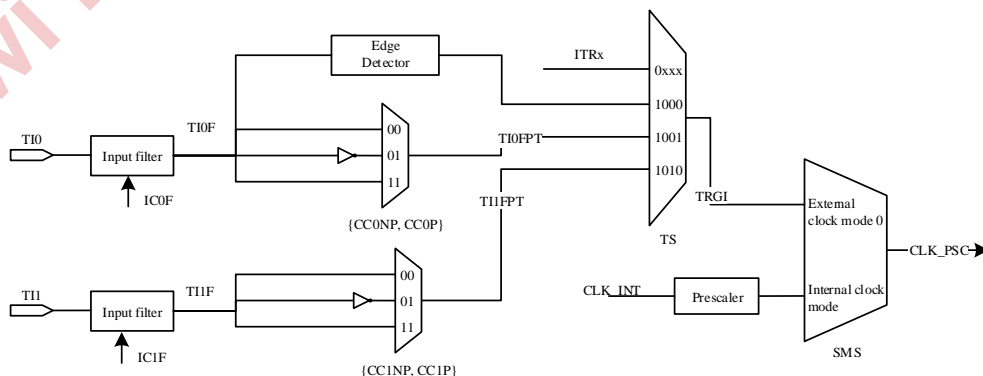 Edge
Detector
ITRx
0xxx
1000
1001
1010
TI0
Input filter
TI0F
IC0F
00
01
11
{CC0NP, CC0P}
TI0FPT
TI1FPT
TS
TRGI
External
clock mode 0
CLK_PSC
Internal clock
mode
SMS
CLK_INT
Prescaler
TI1
Input filter
TI1F
IC1F
00
01
11
{CC1NP, CC1P}